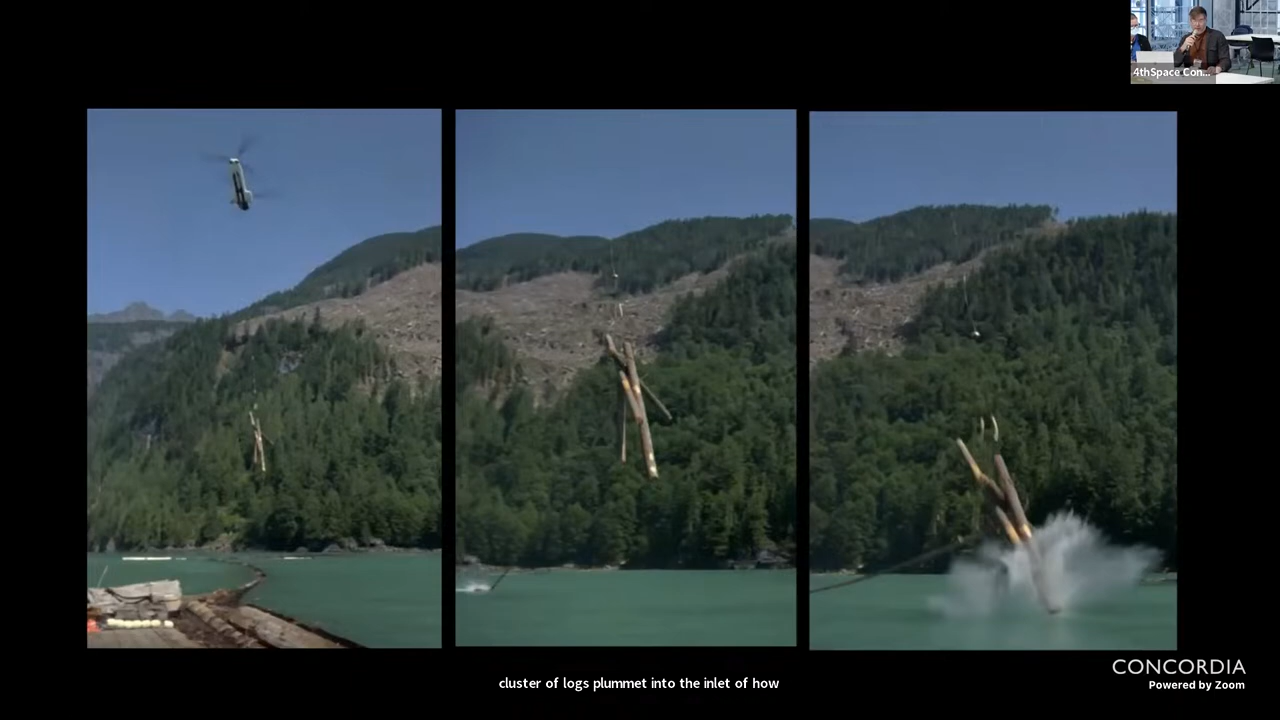 4thSpace Con...
cluster of logs plummet into the inlet of how
CONCORDIA
Powered by Zoom